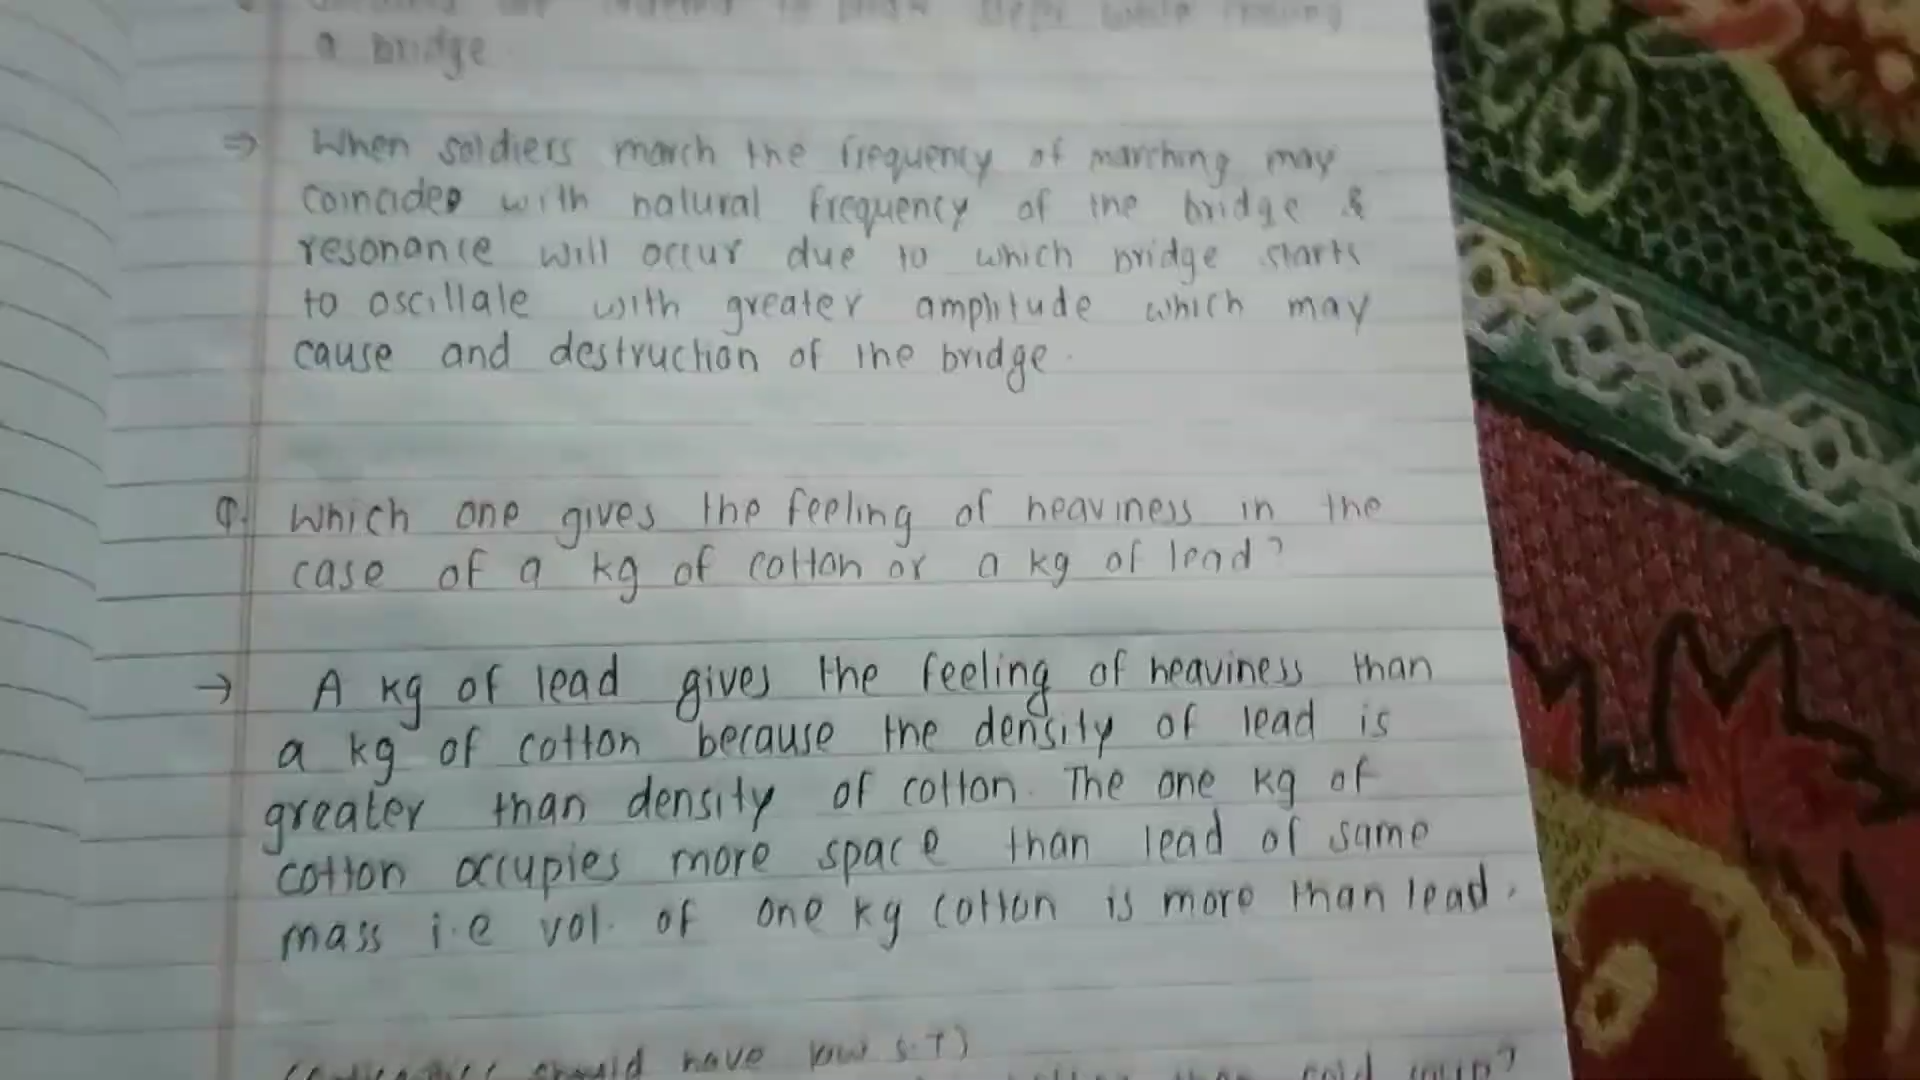 a bridge
⇒ When soldiers march the frequency of marching may
coincides with natural frequency of the bridge &
resonance will occur due to which bridge starts
to oscillate with greater amplitude which may
cause and destruction of the bridge.
Q. Which one gives the feeling of heaviness in the
case of a kg of cotton or a kg of lead?
→ A kg of lead gives the feeling of heaviness than
a kg of cotton because the density of lead is
greater than density of cotton. The one kg of
cotton occupies more space than lead of same
mass i.e vol. of one kg cotton is more than lead.
should have low S.T)
cold soup?